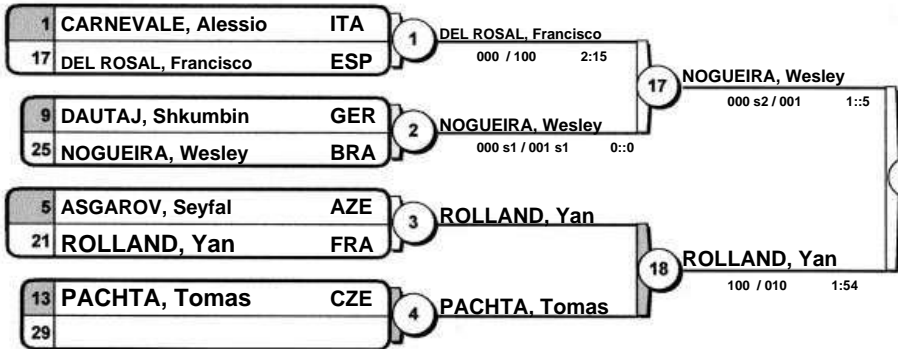 1 CARNEVALE, Alessio ITA
17 DEL ROSAL, Francisco ESP
1
DEL ROSAL, Francisco
000 / 100 2:15
9 DAUTAJ, Shkumbin GER
25 NOGUEIRA, Wesley BRA
2
NOGUEIRA, Wesley
000 s1 / 001 s1 0::0
17
NOGUEIRA, Wesley
000 s2 / 001 1::5
5 ASGAROV, Seyfal AZE
21 ROLLAND, Yan FRA
3
ROLLAND, Yan
13 PACHTA, Tomas CZE
29
4
PACHTA, Tomas
18
ROLLAND, Yan
100 / 010 1:54